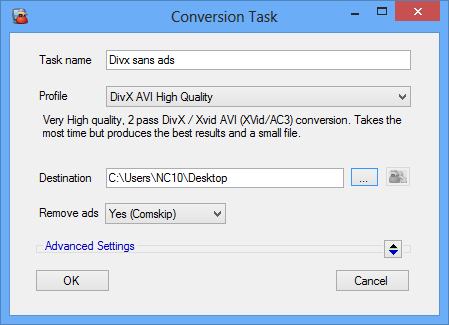 Conversion Task
Task name Divx sans ads
Profile DivX AVI High Quality
Very High quality, 2 pass DivX / Xvid AVI (XVid/AC3) conversion. Takes the
most time but produces the best results and a small file.
Destination C:\Users\NC10\Desktop ...
Remove ads Yes (Comskip)
Advanced Settings
OK Cancel